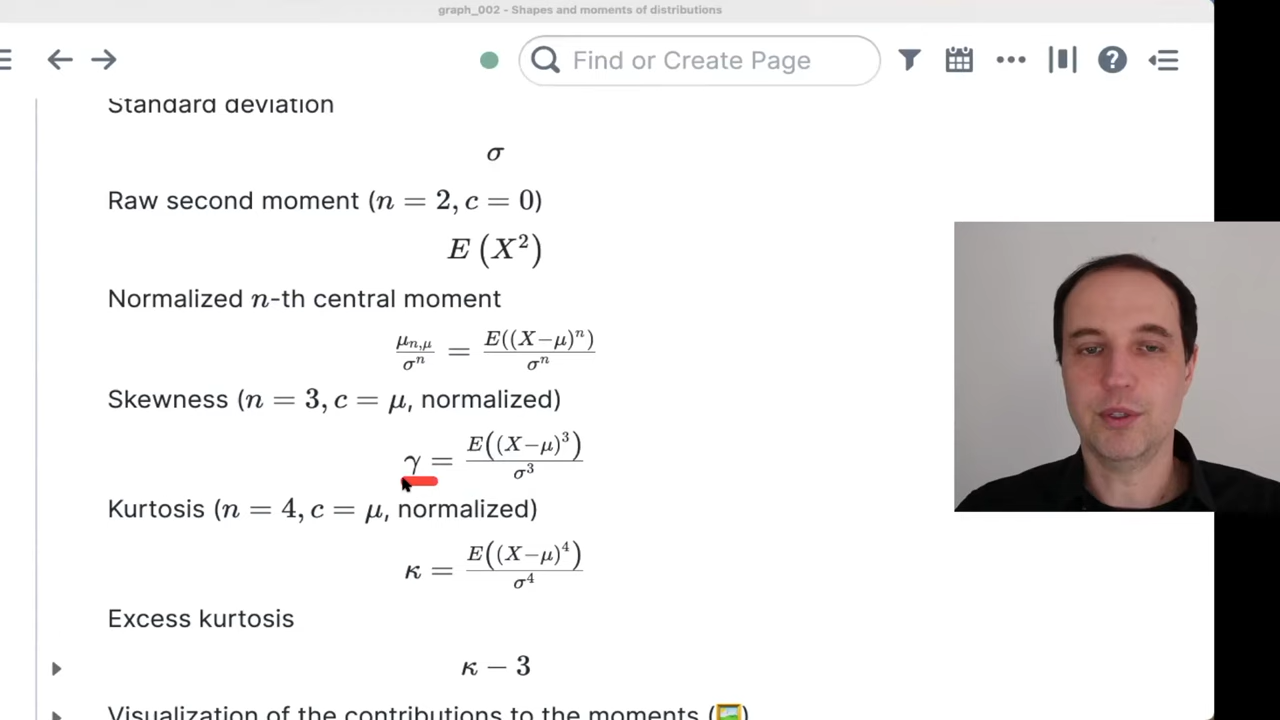 graph_002 - Shapes and moments of distributions
Find or Create Page
Standard deviation
σ
Raw second moment (n = 2, c = 0)
E (X²)
Normalized n-th central moment
μₙ,μ/σⁿ = E((X−μ)ⁿ)/σⁿ
Skewness (n = 3, c = μ, normalized)
γ = E((X−μ)³)/σ³
Kurtosis (n = 4, c = μ, normalized)
κ = E((X−μ)⁴)/σ⁴
Excess kurtosis
κ − 3
Visualization of the contributions to the moments (🖼️)